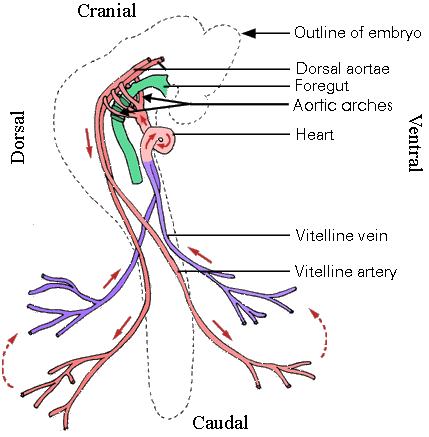 Cranial
Outline of embryo
Dorsal aortae
Foregut
Aortic arches
Heart
Dorsal
Ventral
Vitelline vein
Vitelline artery
Caudal